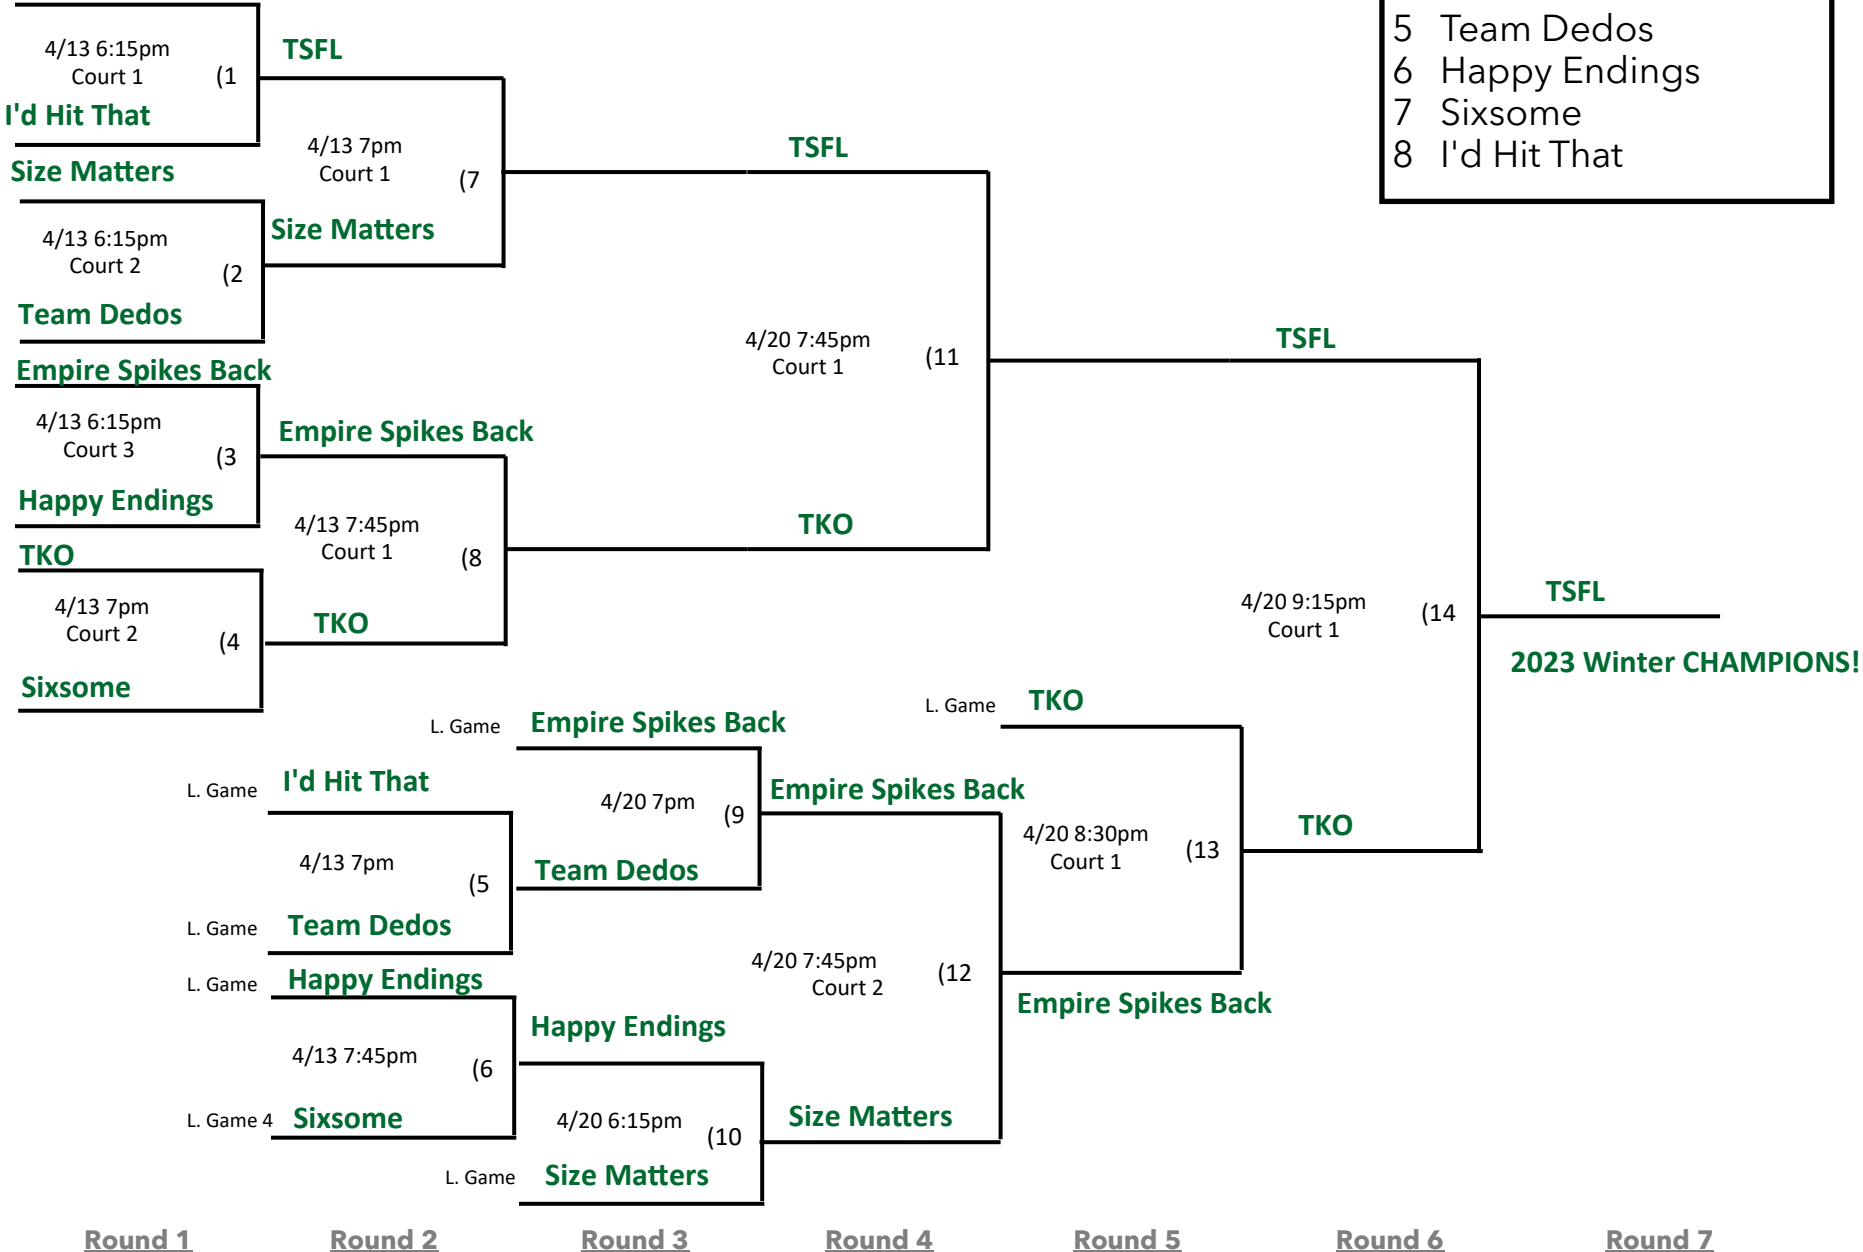 5 Team Dedos
6 Happy Endings
7 Sixsome
8 I'd Hit That
4/13 6:15pm
Court 1
(1
I'd Hit That
Size Matters
4/13 6:15pm
Court 2
(2
Team Dedos
Empire Spikes Back
4/13 6:15pm
Court 3
(3
Happy Endings
TKO
4/13 7pm
Court 2
(4
Sixsome
TSFL
4/13 7pm
Court 1
(7
Size Matters
Empire Spikes Back
4/13 7:45pm
Court 1
(8
TKO
TSFL
4/20 7:45pm
Court 1
(11
TKO
TSFL
4/20 9:15pm
Court 1
(14
TSFL
2023 Winter CHAMPIONS!
L. Game I'd Hit That
4/13 7pm
(5
L. Game Team Dedos
L. Game Happy Endings
4/13 7:45pm
(6
L. Game 4 Sixsome
L. Game Empire Spikes Back
4/20 7pm
(9
Team Dedos
Happy Endings
4/20 6:15pm
(10
L. Game Size Matters
Empire Spikes Back
4/20 7:45pm
Court 2
(12
Size Matters
L. Game TKO
4/20 8:30pm
Court 1
(13
Empire Spikes Back
TKO
Round 1 Round 2 Round 3 Round 4 Round 5 Round 6 Round 7